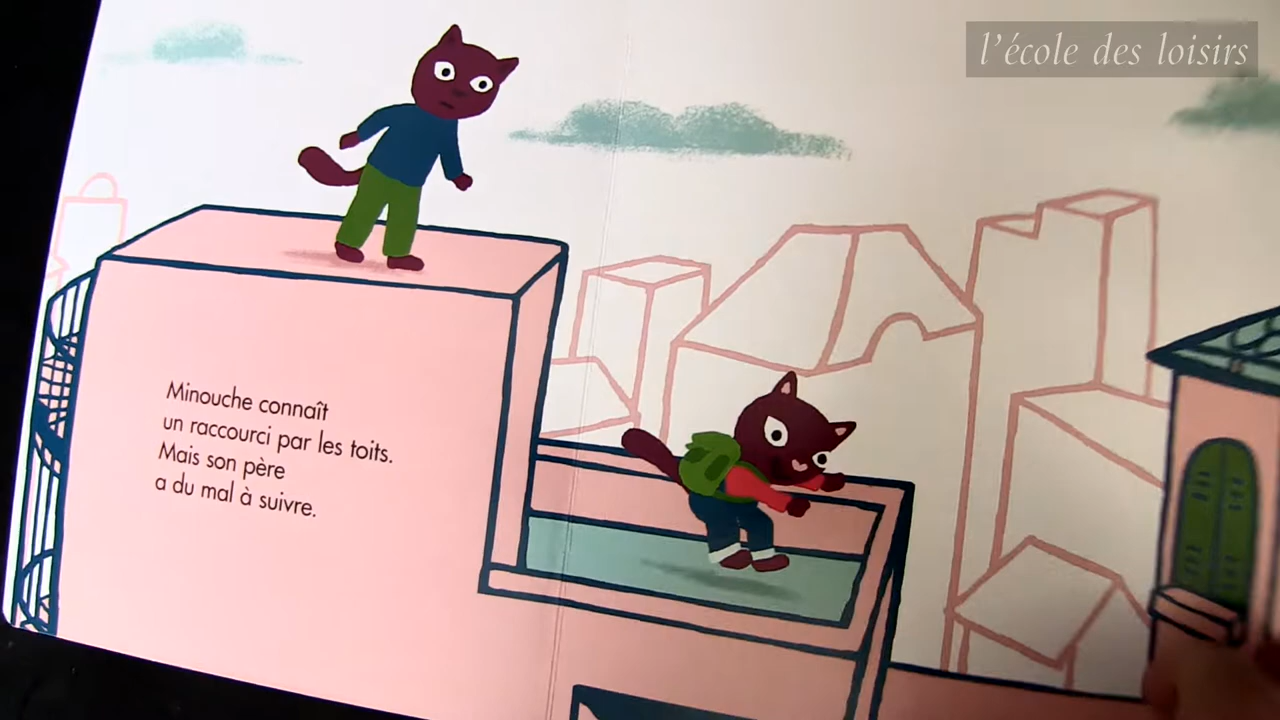 l'école des loisirs
Minouche connaît
un raccourci par les toits.
Mais son père
a du mal à suivre.